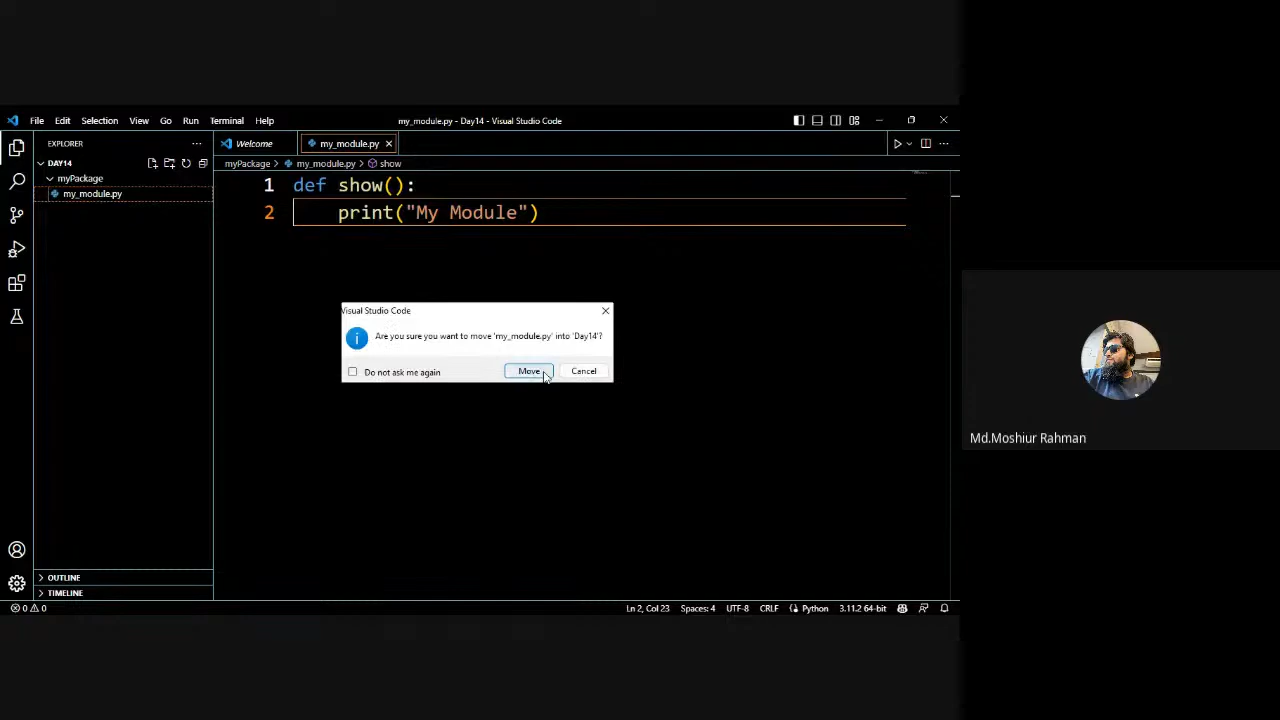 File Edit Selection View Go Run Terminal Help
my_module.py - Day14 - Visual Studio Code
EXPLORER
Welcome
my_module.py
DAY14
myPackage
my_module.py
myPackage > my_module.py > show
1 def show():
2 print("My Module")
Visual Studio Code
Are you sure you want to move 'my_module.py' into 'Day14'?
Do not ask me again
Move
Cancel
Md.Moshiur Rahman
OUTLINE
TIMELINE
0 0
Ln 2, Col 23 Spaces: 4 UTF-8 CRLF Python 3.11.2 64-bit